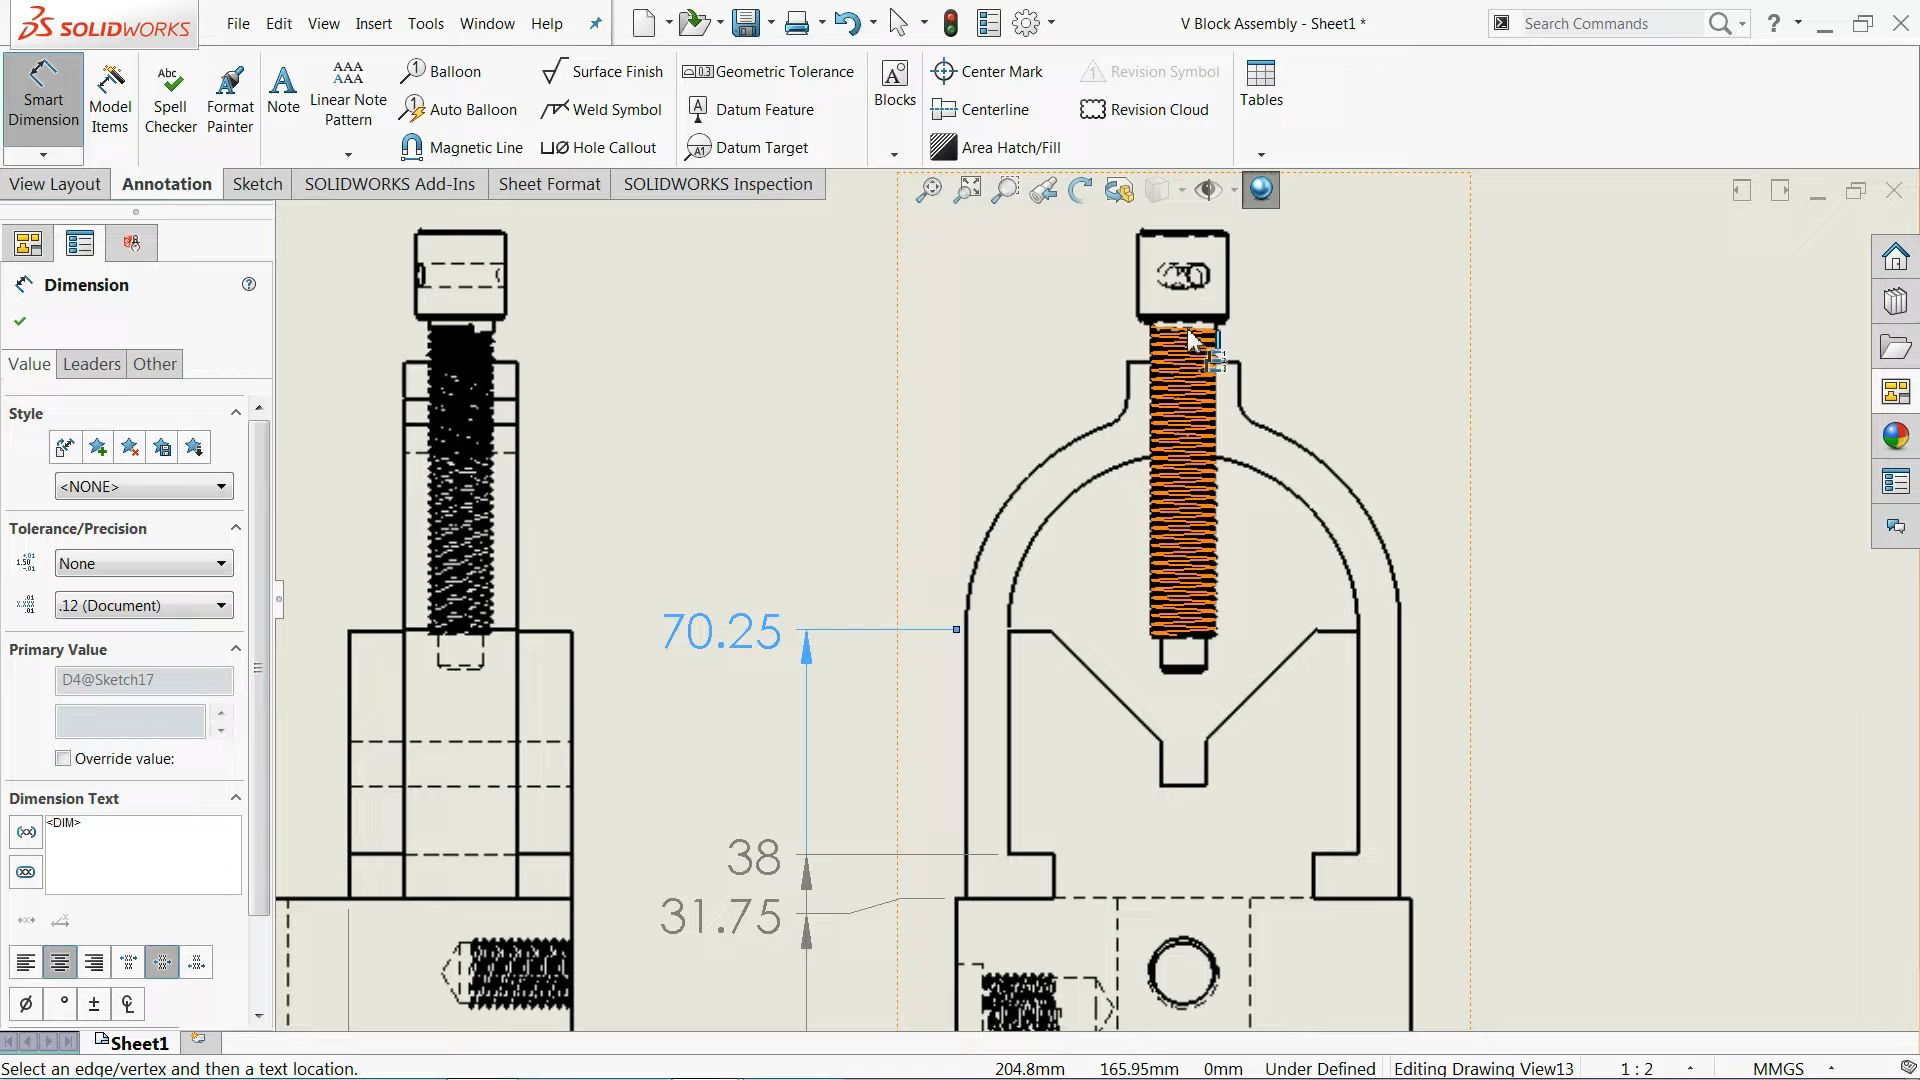 SOLIDWORKS
File Edit View Insert Tools Window Help
V Block Assembly - Sheet1 *
Search Commands
?
Smart Dimension
Model Items
Abc
Spell Checker
Format Painter
A
Note
AAA
AAA
Linear Note Pattern
Balloon
Auto Balloon
Magnetic Line
Surface Finish
Weld Symbol
Hole Callout
Geometric Tolerance
Datum Feature
Datum Target
Blocks
Center Mark
Centerline
Area Hatch/Fill
Revision Symbol
Revision Cloud
Tables
View Layout Annotation Sketch Sheet Format SOLIDWORKS Add-Ins SOLIDWORKS Inspection
Dimension
Value Leaders Other
Style
<NONE>
Tolerance/Precision
None
.12 (Document)
Primary Value
D4@Sketch17
Override value:
Dimension Text
<DIM>
70.25
38
31.75
Sheet1
Select an edge/vertex and then a text location.
204.8mm 165.95mm 0mm Under Defined Editing Drawing View13 1 : 2 MMGS